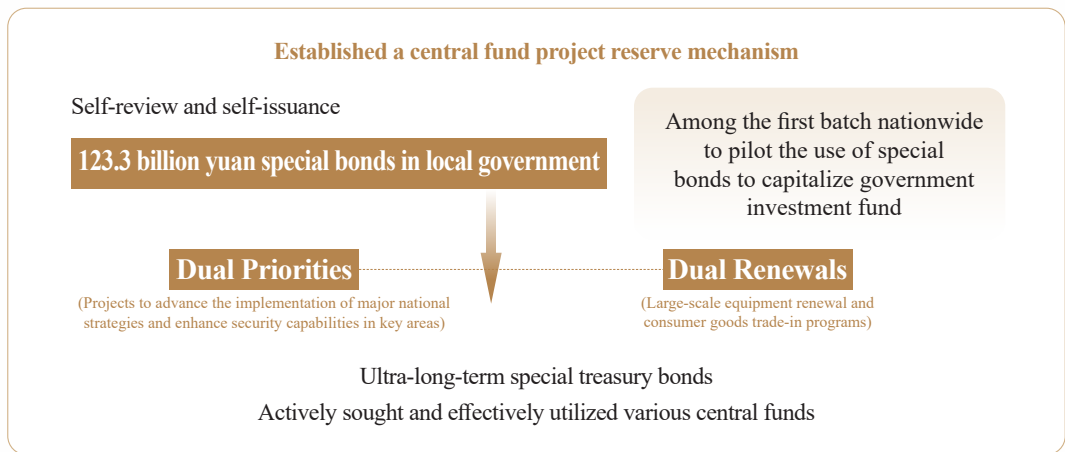 Established a central fund project reserve mechanism
Self-review and self-issuance
123.3 billion yuan special bonds in local government
Among the first batch nationwide
to pilot the use of special
bonds to capitalize government
investment fund
Dual Priorities
(Projects to advance the implementation of major national
strategies and enhance security capabilities in key areas)
Dual Renewals
(Large-scale equipment renewal and
consumer goods trade-in programs)
Ultra-long-term special treasury bonds
Actively sought and effectively utilized various central funds